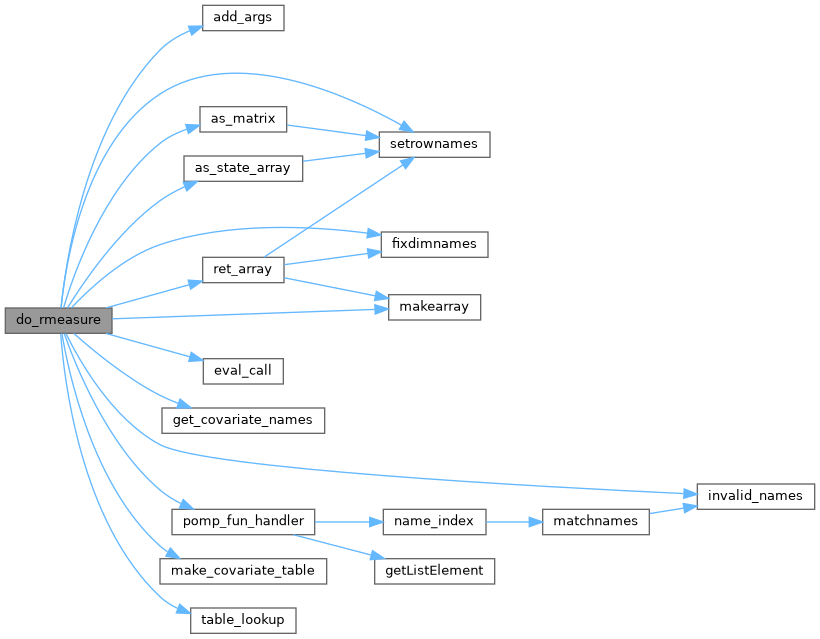 add_args
as_matrix
setrownames
as_state_array
fixdimnames
ret_array
makearray
do_rmeasure
eval_call
get_covariate_names
invalid_names
pomp_fun_handler
name_index
matchnames
make_covariate_table
getListElement
table_lookup